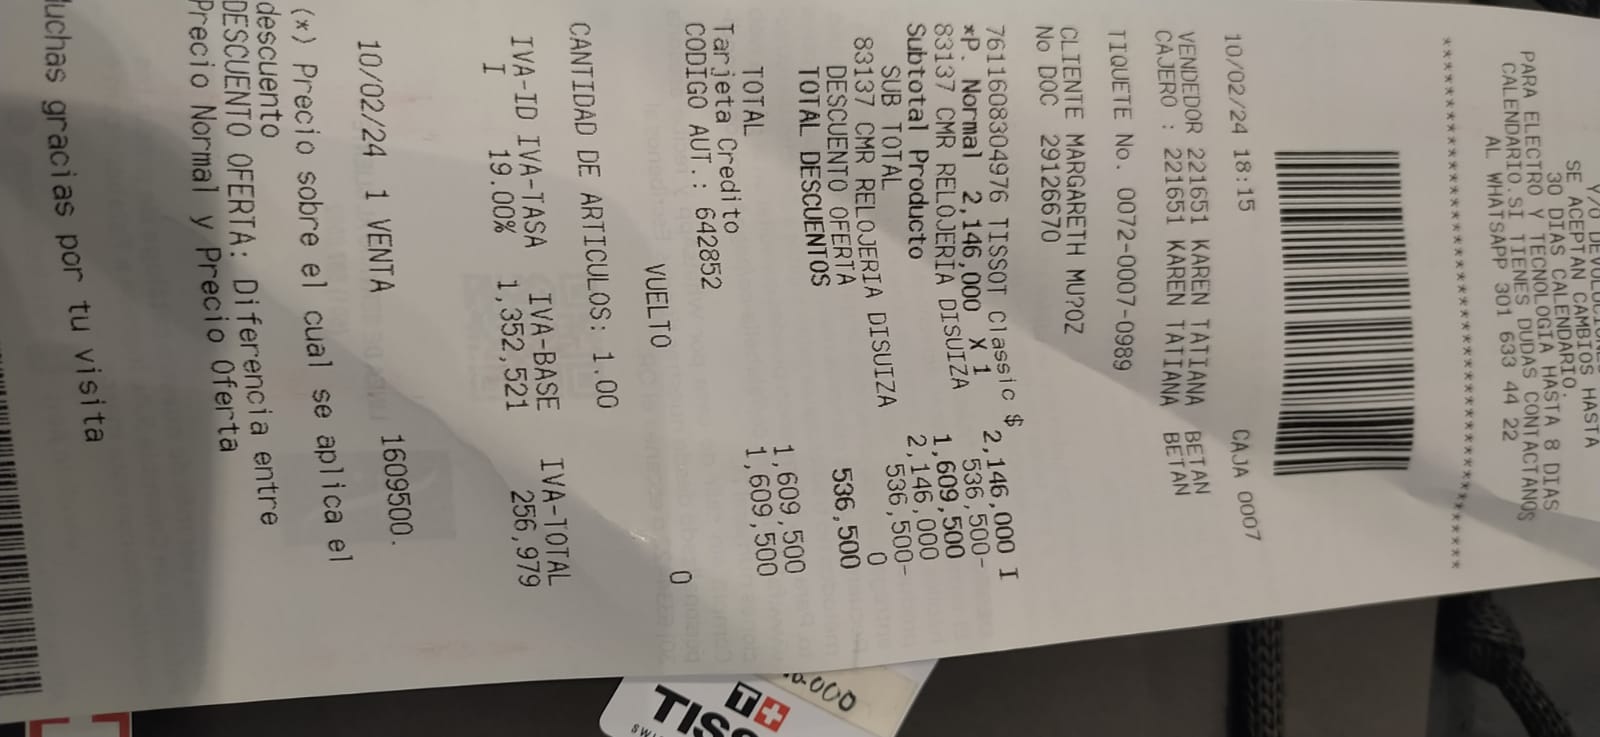 Y/O DEVOLUCIONES
SE ACEPTAN CAMBIOS HASTA
30 DIAS CALENDARIO.
PARA ELECTRO Y TECNOLOGIA HASTA 8 DIAS
CALENDARIO.SI TIENES DUDAS CONTACTANOS
AL WHATSAPP 301 633 44 22
****************************************
10/02/24 18:15 CAJA 0007
VENDEDOR 221651 KAREN TATIANA BETAN
CAJERO : 221651 KAREN TATIANA BETAN
TIQUETE No. 0072-0007-0989
CLIENTE MARGARETH MU?OZ
No DOC 29126670
7611608304976 TISSOT Classic $ 2,146,000 I
*P. Normal 2,146,000 X 1
83137 CMR RELOJERIA DISUIZA 536,500-
Subtotal Producto 1,609,500
SUB TOTAL 2,146,000
83137 CMR RELOJERIA DISUIZA 536,500-
DESCUENTO OFERTA 0
TOTAL DESCUENTOS 536,500
TOTAL 1,609,500
Tarjeta Credito 1,609,500
CODIGO AUT.: 642852
VUELTO 0
CANTIDAD DE ARTICULOS: 1.00
IVA-ID IVA-TASA IVA-BASE IVA-TOTAL
I 19.00% 1,352,521 256,979
10/02/24 1 VENTA 1609500.
(*) Precio sobre el cual se aplica el
descuento
DESCUENTO OFERTA: Diferencia entre
Precio Normal y Precio Oferta
uchas gracias por tu visita
T+
TISS